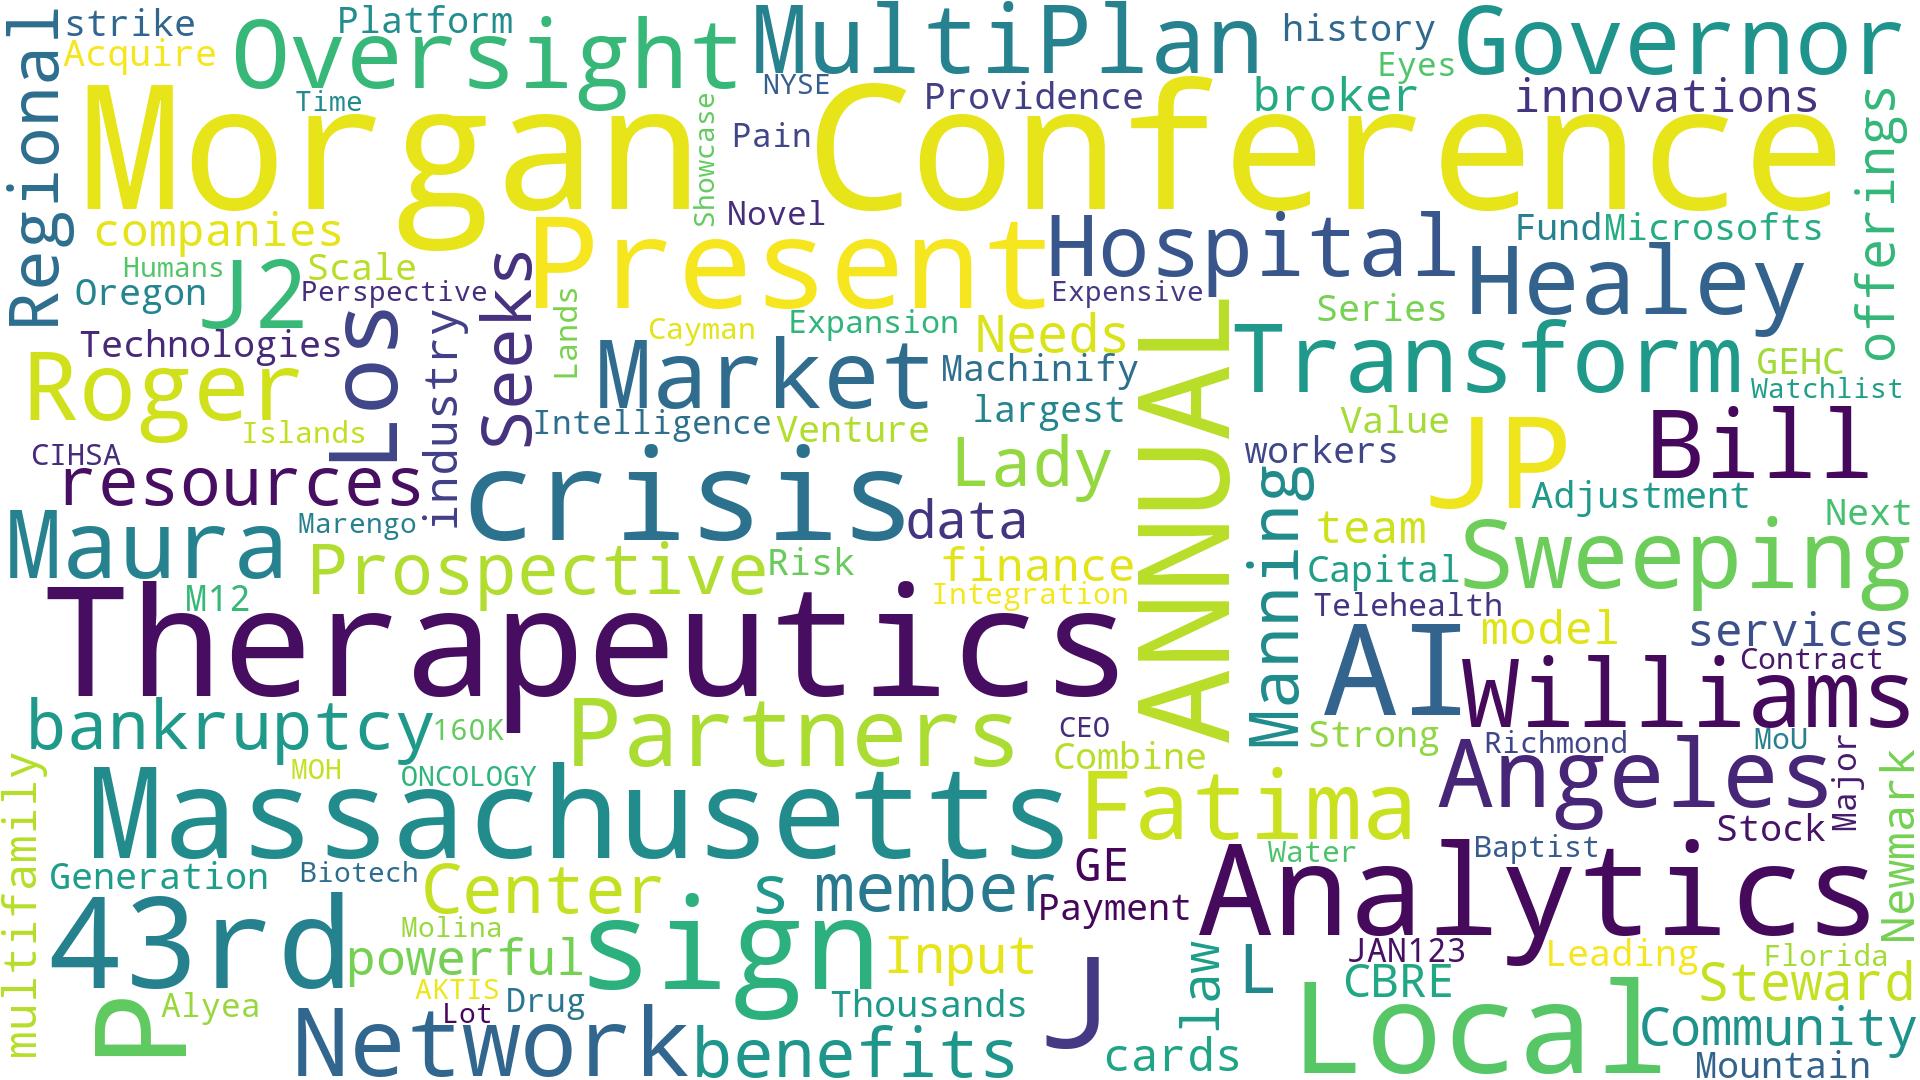 Regional
strike
Platform
Acquire
Oversight
MultiPlan
history
Governor
Eyes
Morgan
Time
Showcase
NYSE
Pain
Providence
broker
innovations
Conference
offerings
companies
Novel
Present
Hospital
Fund
Microsofts
Humans
Oregon
J2
Scale
Perspective
Seeks
Expensive
Healey
Technologies
Los
industry
Lands
Cayman
Expansion
Needs
ANNUAL
Series
Transform
GEHC
Watchlist
Roger
Market
Machinify
largest
Islands
Intelligence
Venture
Value
JP
Bill
CIHSA
resources
crisis
Lady
workers
Manning
Adjustment
Maura
Marengo
data
team
Next
Prospective
Risk
finance
Capital
Sweeping
M12
Integration
Telehealth
Therapeutics
AI
model
services
Contract
Williams
bankruptcy
160K
Partners
CEO
Combine
Strong
Richmond
MoU
Major
multifamily
MOH
ONCOLOGY
Massachusetts
Fatima
Angeles
Stock
Newmark
Generation
Biotech
Center
s
member
GE
Water
Baptist
Payment
Analytics
43rd
Molina
powerful
sign
Input
law
L
JAN123
CBRE
Leading
Florida
Steward
P
Alyea
AKTIS
Lot
Drug
Thousands
J
Local
Community
Network
benefits
cards
Mountain